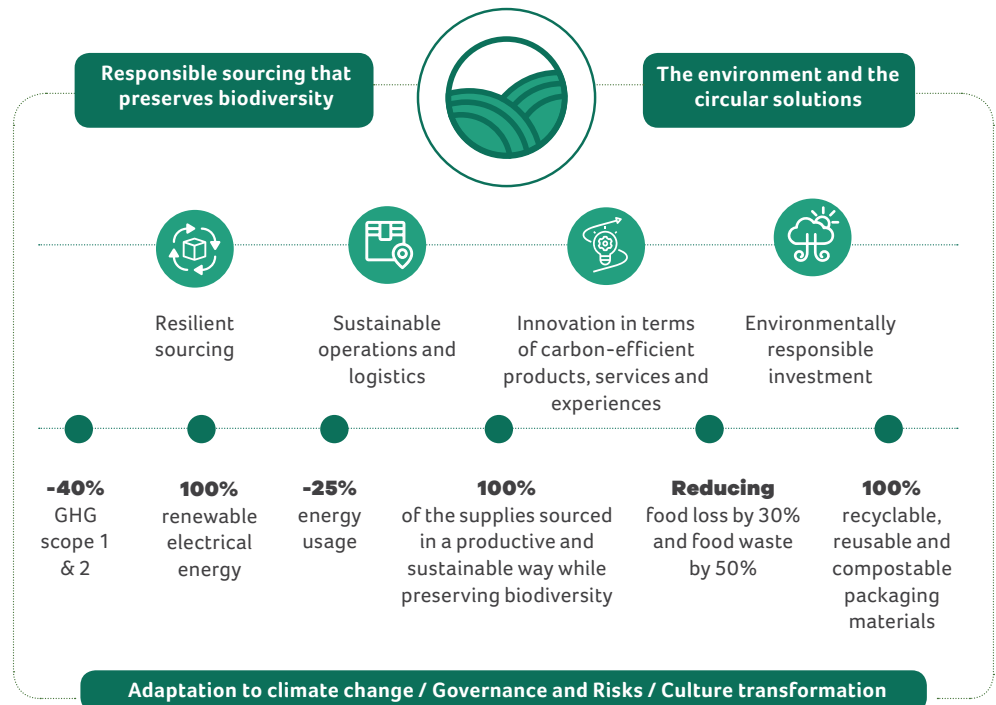 Responsible sourcing that
preserves biodiversity
The environment and the
circular solutions
Resilient
sourcing
Sustainable
operations and
logistics
Innovation in terms
of carbon-efficient
products, services and
experiences
Environmentally
responsible
investment
-40%
GHG
scope 1
& 2
100%
renewable
electrical
energy
-25%
energy
usage
100%
of the supplies sourced
in a productive and
sustainable way while
preserving biodiversity
Reducing
food loss by 30%
and food waste
by 50%
100%
recyclable,
reusable and
compostable
packaging
materials
Adaptation to climate change / Governance and Risks / Culture transformation